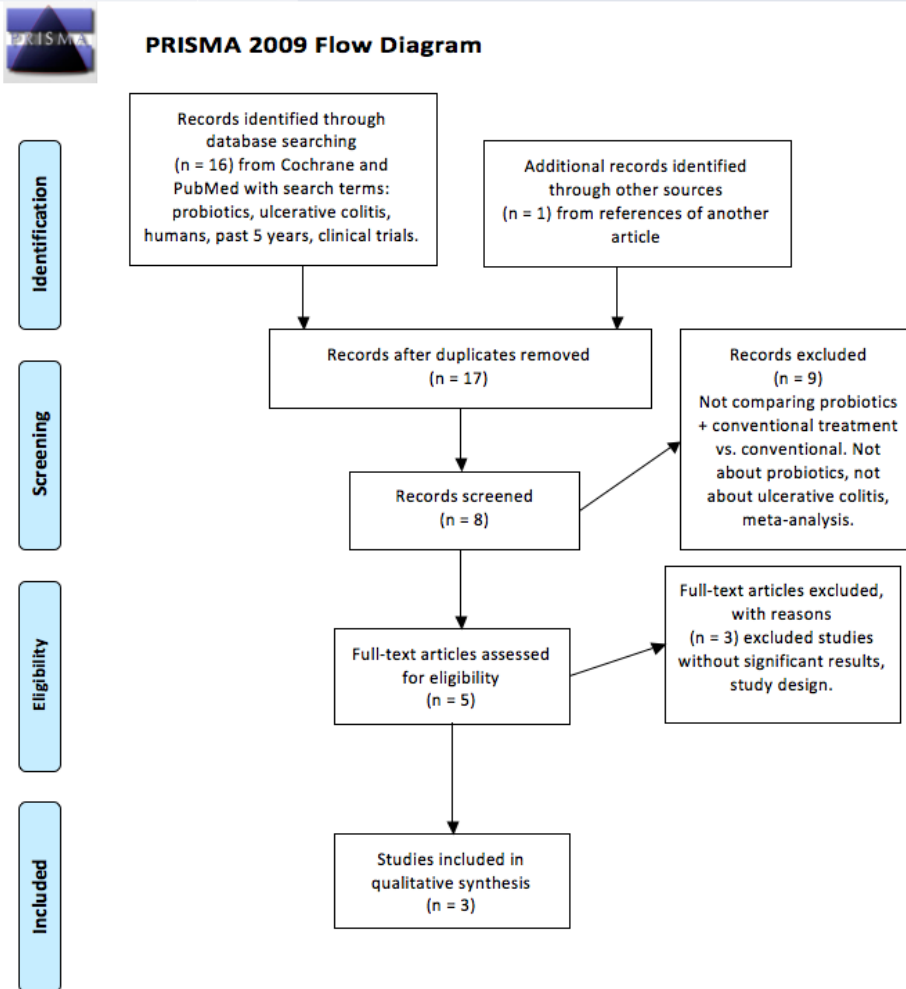 PRISMA
PRISMA 2009 Flow Diagram
Records identified through
database searching
(n = 16) from Cochrane and
PubMed with search terms:
probiotics, ulcerative colitis,
humans, past 5 years, clinical trials.
Additional records identified
through other sources
(n = 1) from references of another
article
Identification
Records after duplicates removed
(n = 17)
Records excluded
(n = 9)
Not comparing probiotics
+ conventional treatment
vs. conventional. Not
about probiotics, not
about ulcerative colitis,
meta-analysis.
Screening
Records screened
(n = 8)
Full-text articles excluded,
with reasons
(n = 3) excluded studies
without significant results,
study design.
Eligibility
Full-text articles assessed
for eligibility
(n = 5)
Included
Studies included in
qualitative synthesis
(n = 3)